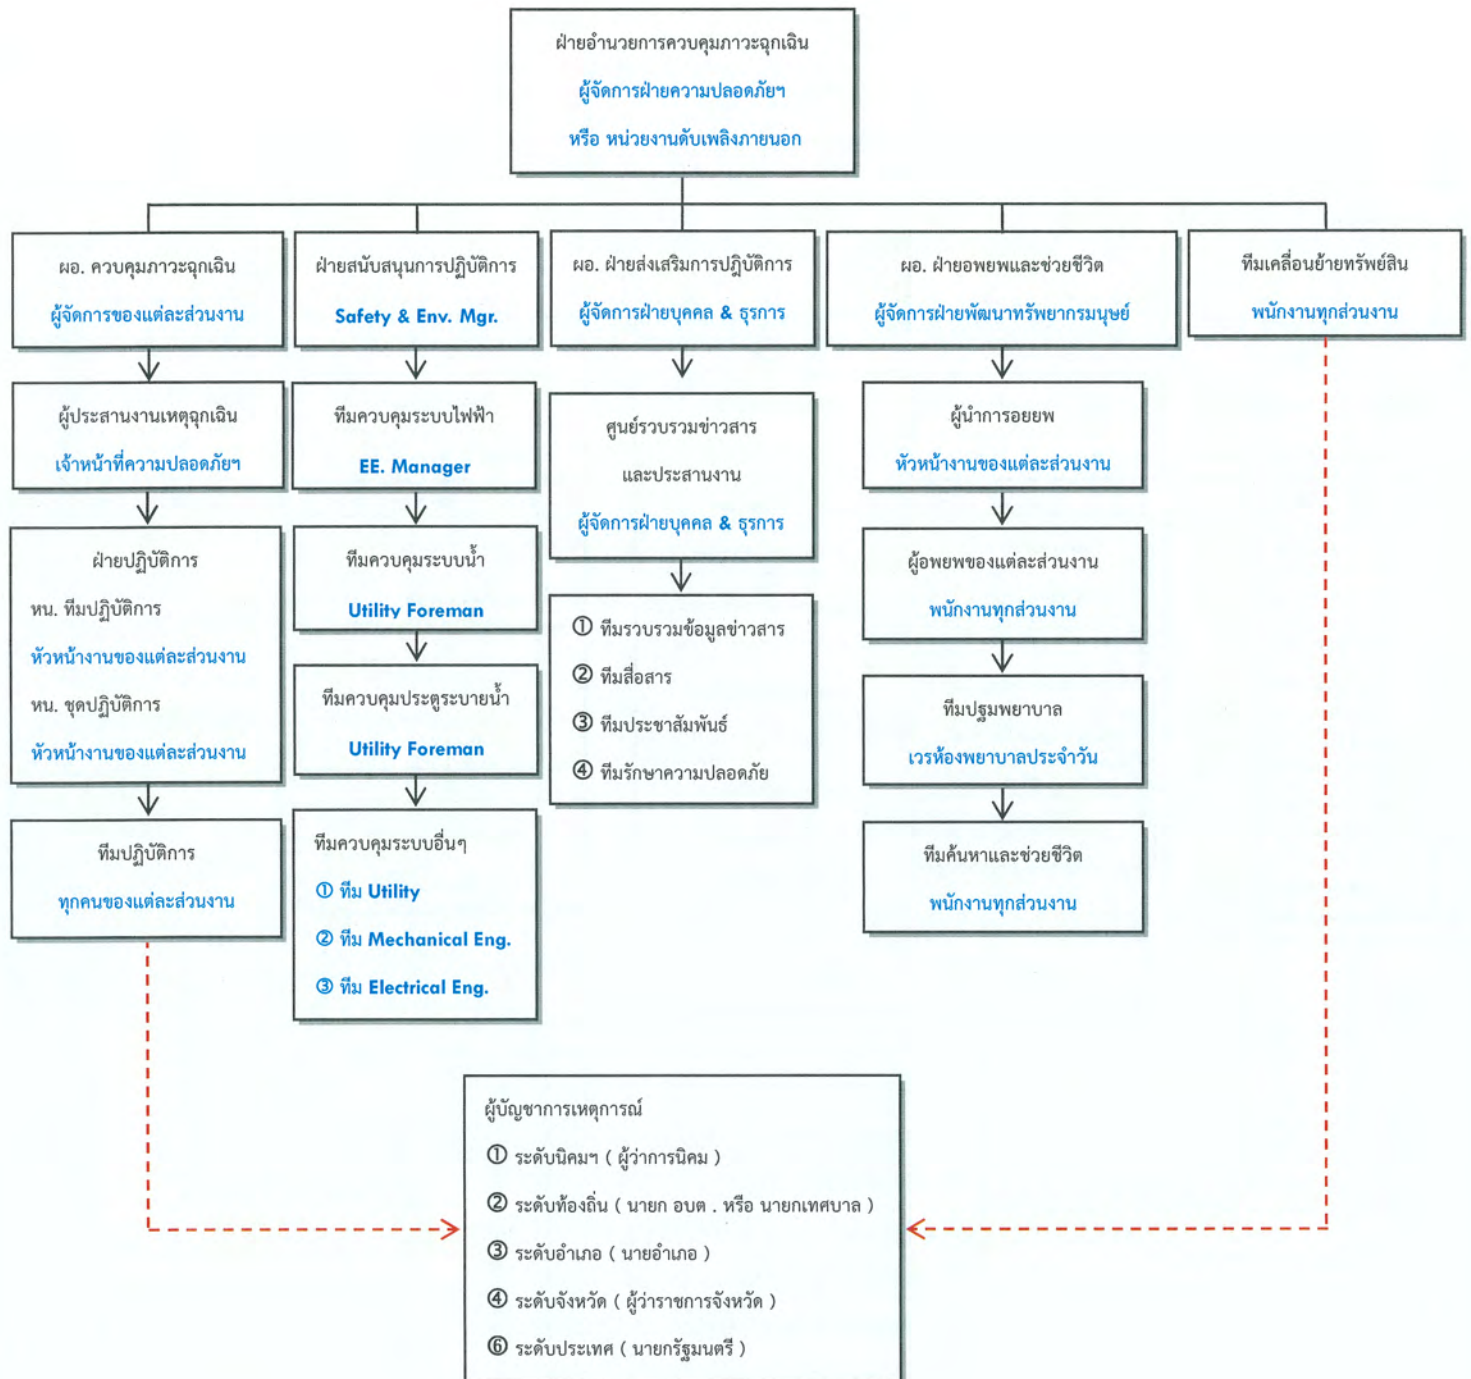 ฝ่ายอำนวยการควบคุมภาวะฉุกเฉิน
ผู้จัดการฝ่ายความปลอดภัยฯ
หรือ หน่วยงานดับเพลิงภายนอก
ผอ. ควบคุมภาวะฉุกเฉิน
ผู้จัดการของแต่ละส่วนงาน
ผู้ประสานงานเหตุฉุกเฉิน
เจ้าหน้าที่ความปลอดภัยฯ
ฝ่ายปฏิบัติการ
หน. ทีมปฏิบัติการ
หัวหน้างานของแต่ละส่วนงาน
หน. ชุดปฏิบัติการ
หัวหน้างานของแต่ละส่วนงาน
ทีมปฏิบัติการ
ทุกคนของแต่ละส่วนงาน
ฝ่ายสนับสนุนการปฏิบัติการ
Safety & Env. Mgr.
ทีมควบคุมระบบไฟฟ้า
EE. Manager
ทีมควบคุมระบบน้ำ
Utility Foreman
ทีมควบคุมประตูระบายน้ำ
Utility Foreman
ทีมควบคุมระบบอื่นๆ
① ทีม Utility
② ทีม Mechanical Eng.
③ ทีม Electrical Eng.
ผอ. ฝ่ายส่งเสริมการปฎิบัติการ
ผู้จัดการฝ่ายบุคคล & ธุรการ
ศูนย์รวบรวมข่าวสาร
และประสานงาน
ผู้จัดการฝ่ายบุคคล & ธุรการ
① ทีมรวบรวมข้อมูลข่าวสาร
② ทีมสื่อสาร
③ ทีมประชาสัมพันธ์
④ ทีมรักษาความปลอดภัย
ผอ. ฝ่ายอพยพและช่วยชีวิต
ผู้จัดการฝ่ายพัฒนาทรัพยากรมนุษย์
ผู้นำการอยยพ
หัวหน้างานของแต่ละส่วนงาน
ผู้อพยพของแต่ละส่วนงาน
พนักงานทุกส่วนงาน
ทีมปฐมพยาบาล
เวรห้องพยาบาลประจำวัน
ทีมค้นหาและช่วยชีวิต
พนักงานทุกส่วนงาน
ทีมเคลื่อนย้ายทรัพย์สิน
พนักงานทุกส่วนงาน
ผู้บัญชาการเหตุการณ์
① ระดับนิคมฯ ( ผู้ว่าการนิคม )
② ระดับท้องถิ่น ( นายก อบต . หรือ นายกเทศบาล )
③ ระดับอำเภอ ( นายอำเภอ )
④ ระดับจังหวัด ( ผู้ว่าราชการจังหวัด )
⑥ ระดับประเทศ ( นายกรัฐมนตรี )